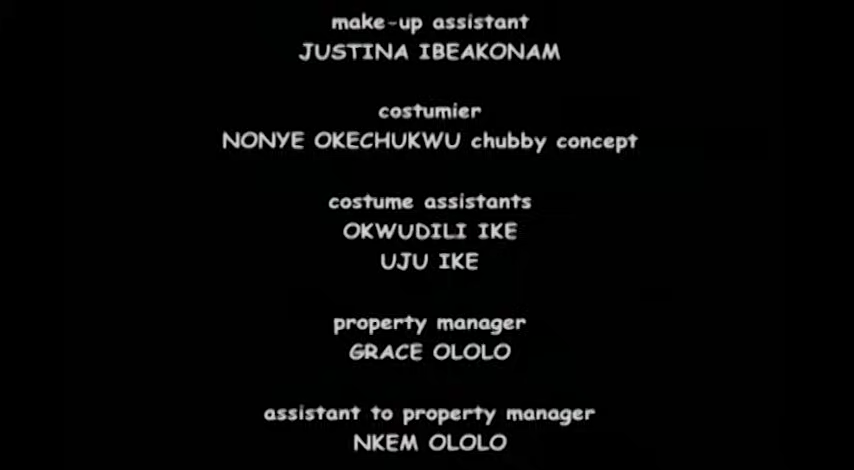 make-up assistant
JUSTINA IBEAKONAM
costumier
NONYE OKECHUKWU chubby concept
costume assistants
OKWUDILI IKE
UJU IKE
property manager
GRACE OLOLO
assistant to property manager
NKEM OLOLO